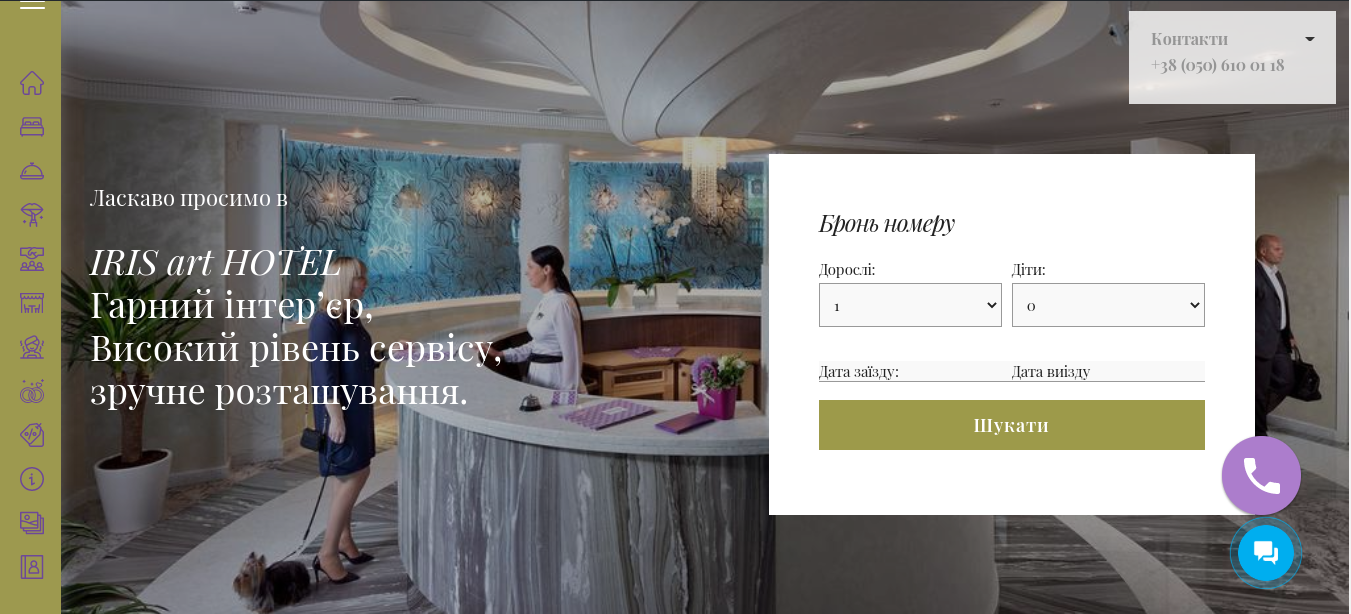 Контакти
+38 (050) 610 01 18
Ласкаво просимо в
IRIS art HOTEL
Гарний інтер’єр,
Високий рівень сервісу,
зручне розташування.
Бронь номеру
Дорослі:
Діти:
1
0
Дата заїзду:
Дата виїзду
Шукати